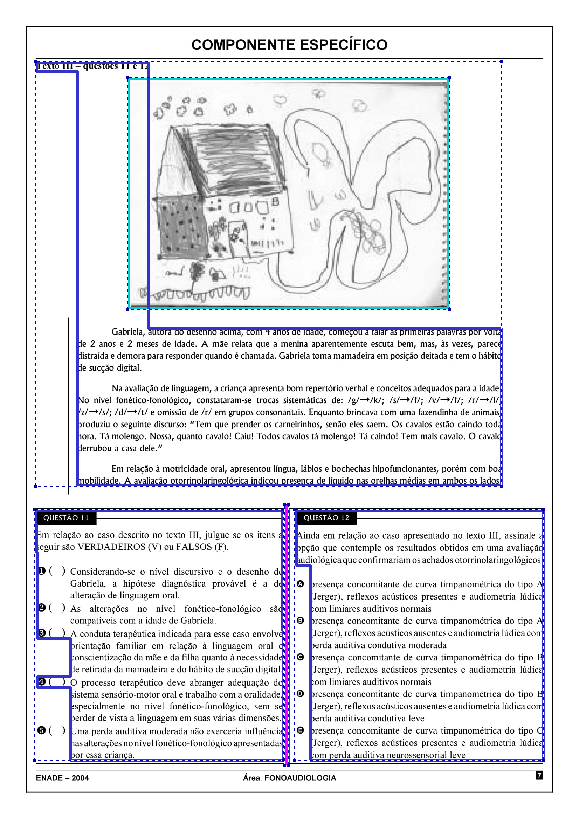 COMPONENTE ESPECÍFICO
Texto III – questões 11 e 12
Gabriela, autora do desenho acima, com 4 anos de idade, começou a falar as primeiras palavras por volta
de 2 anos e 2 meses de idade. A mãe relata que a menina aparentemente escuta bem, mas, às vezes, parece
distraída e demora para responder quando é chamada. Gabriela toma mamadeira em posição deitada e tem o hábito
de sucção digital.
Na avaliação de linguagem, a criança apresenta bom repertório verbal e conceitos adequados para a idade.
No nível fonético-fonológico, constataram-se trocas sistemáticas de: /g/→/k/; /s/→/f/; /v/→/f/;
/z/→/s/; /d/→/t/ e omissão de /r/ em grupos consonantais. Enquanto brincava com uma fazendinha de animais,
produziu o seguinte discurso: “Tem que prender os carneirinhos, senão eles saem. Os cavalos estão caindo toda
hora. Tá molengo. Nossa, quanto cavalo! Caiu! Todos cavalos tá molengo! Tá caindo! Tem mais cavalo. O cavalo
derrubou a casa dele.”
Em relação à motricidade oral, apresentou língua, lábios e bochechas hipofuncionantes, porém com boa
mobilidade. A avaliação otorrinolaringológica indicou presença de líquido nas orelhas médias em ambos os lados.
QUESTÃO 11
Em relação ao caso descrito no texto III, julgue se os itens a
seguir são VERDADEIROS (V) ou FALSOS (F).
1 ( ) Considerando-se o nível discursivo e o desenho de
Gabriela, a hipótese diagnóstica provável é a de
alteração de linguagem oral.
2 ( ) As alterações no nível fonético-fonológico são
compatíveis com a idade de Gabriela.
3 ( ) A conduta terapêutica indicada para esse caso envolve
orientação familiar em relação à linguagem oral e
conscientização da mãe e da filha quanto à necessidade
de retirada da mamadeira e do hábito de sucção digital.
4 ( ) O processo terapêutico deve abranger adequação do
sistema sensório-motor oral e trabalho com a oralidade,
especialmente no nível fonético-fonológico, sem se
perder de vista a linguagem em suas várias dimensões.
5 ( ) Uma perda auditiva moderada não exerceria influência
nas alterações no nível fonético-fonológico apresentadas
por essa criança.
QUESTÃO 12
Ainda em relação ao caso apresentado no texto III, assinale a
opção que contemple os resultados obtidos em uma avaliação
audiológica que confirmariam os achados otorrinolaringológicos.
A presença concomitante de curva timpanométrica do tipo A
(Jerger), reflexos acústicos presentes e audiometria lúdica
com limiares auditivos normais
B presença concomitante de curva timpanométrica do tipo A
(Jerger), reflexos acústicos ausentes e audiometria lúdica com
perda auditiva condutiva moderada
C presença concomitante de curva timpanométrica do tipo B
(Jerger), reflexos acústicos presentes e audiometria lúdica
com limiares auditivos normais
D presença concomitante de curva timpanométrica do tipo B
(Jerger), reflexos acústicos ausentes e audiometria lúdica com
perda auditiva condutiva leve
E presença concomitante de curva timpanométrica do tipo C
(Jerger), reflexos acústicos presentes e audiometria lúdica
com perda auditiva neurossensorial leve
ENADE – 2004
Área: FONOAUDIOLOGIA
7